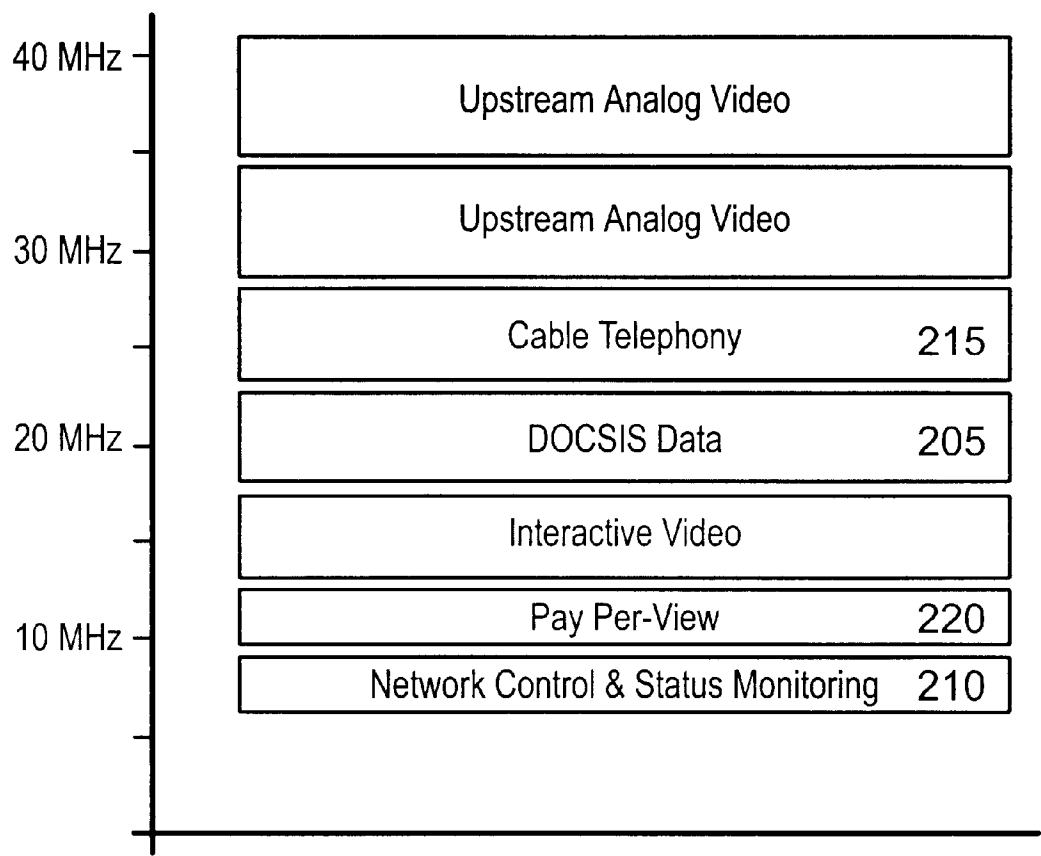 40 MHz
Upstream Analog Video
Upstream Analog Video
30 MHz
Cable Telephony 215
20 MHz
DOCSIS Data 205
Interactive Video
Pay Per-View 220
10 MHz
Network Control & Status Monitoring 210